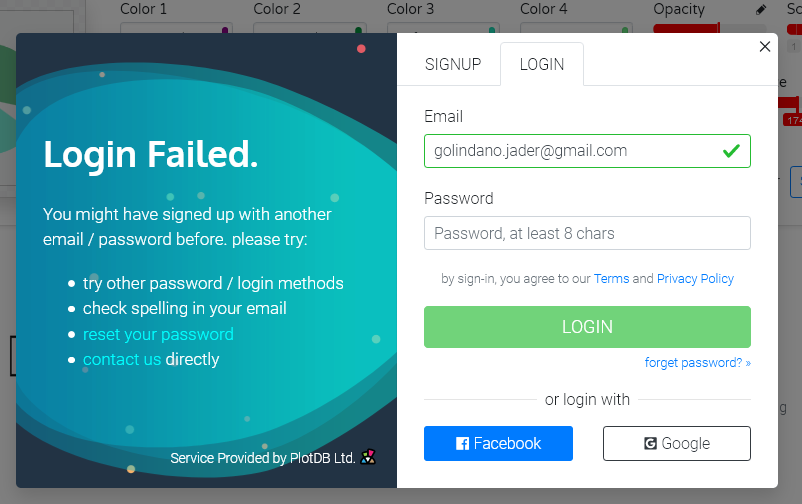 Color 1
Color 2
Color 3
Color 4
Opacity
SIGNUP
LOGIN
Login Failed.
You might have signed up with another
email / password before. please try:
try other password / login methods
check spelling in your email
reset your password
contact us directly
Service Provided by PlotDB Ltd.
Email
golindano.jader@gmail.com
Password
Password, at least 8 chars
by sign-in, you agree to our Terms and Privacy Policy
LOGIN
forget password? »
or login with
Facebook
Google